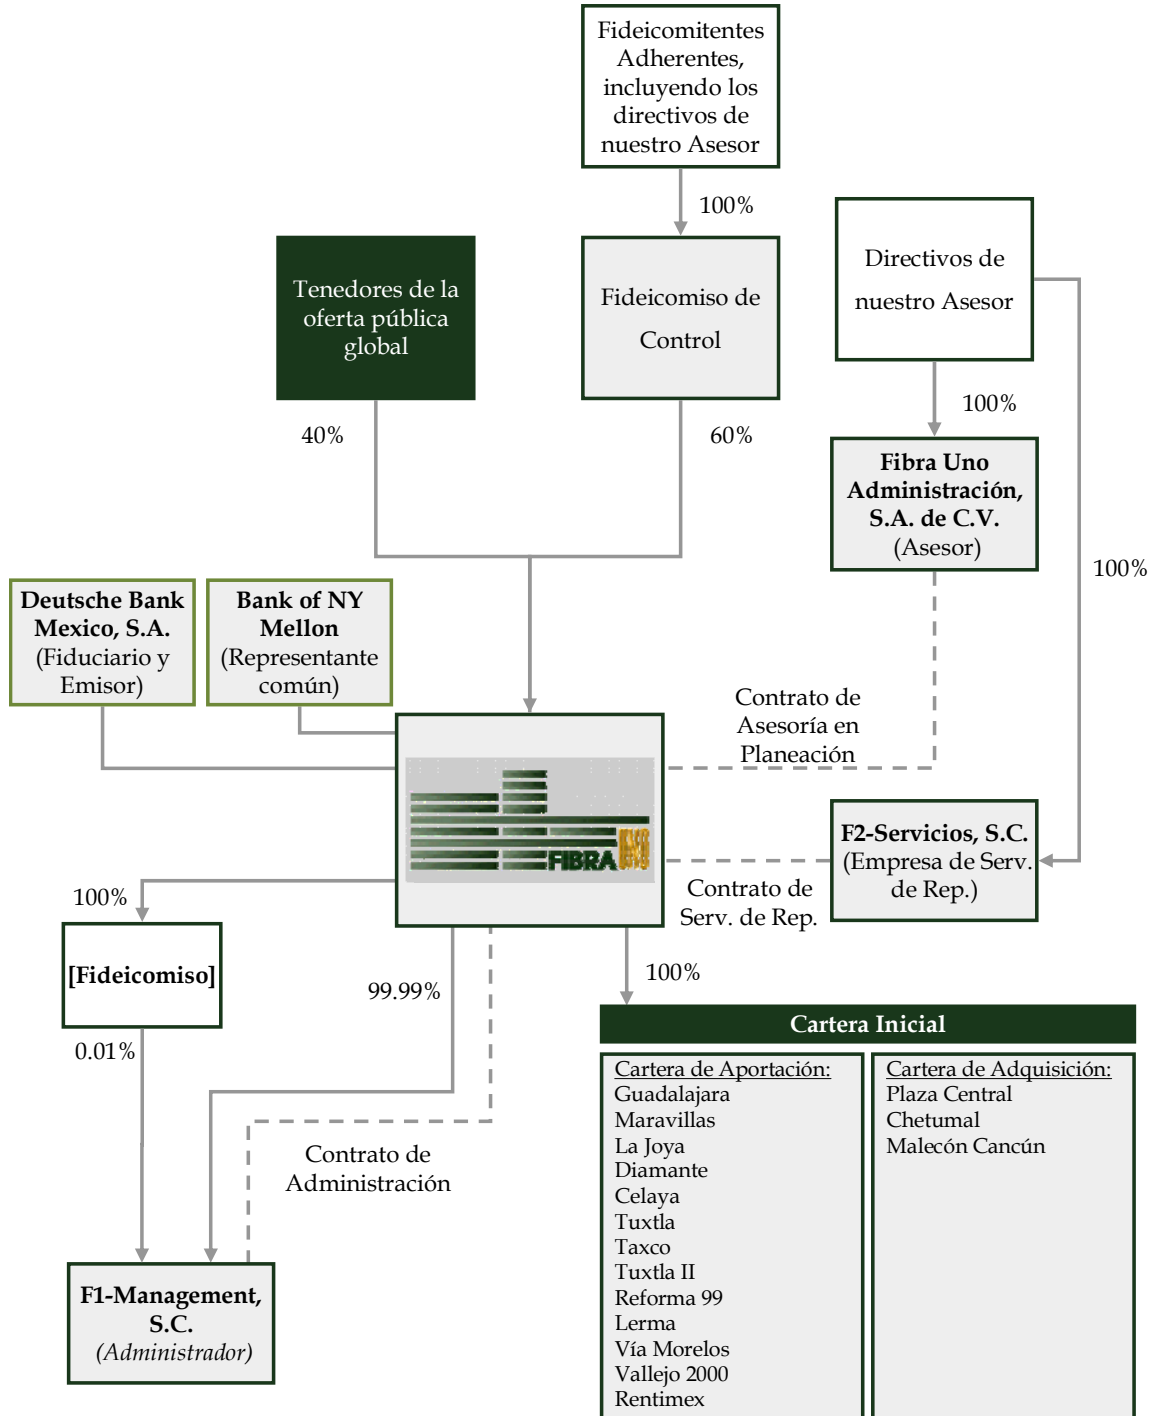 Fideicomitentes
Adherentes,
incluyendo los
directivos de
nuestro Asesor
100%
Tenedores de la
oferta pública
global
Fideicomiso de
Control
Directivos de
nuestro Asesor
40%
60%
100%
Fibra Uno
Administración,
S.A. de C.V.
(Asesor)
100%
Deutsche Bank
Mexico, S.A.
(Fiduciario y
Emisor)
Bank of NY
Mellon
(Representante
común)
Contrato de
Asesoría en
Planeación
FIBRA
UNO
F2-Servicios, S.C.
(Empresa de Serv.
de Rep.)
Contrato de
Serv. de Rep.
100%
[Fideicomiso]
99.99%
100%
0.01%
Contrato de
Administración
F1-Management,
S.C.
(Administrador)
Cartera Inicial
Cartera de Aportación:
Guadalajara
Maravillas
La Joya
Diamante
Celaya
Tuxtla
Taxco
Tuxtla II
Reforma 99
Lerma
Vía Morelos
Vallejo 2000
Rentimex
Cartera de Adquisición:
Plaza Central
Chetumal
Malecón Cancún